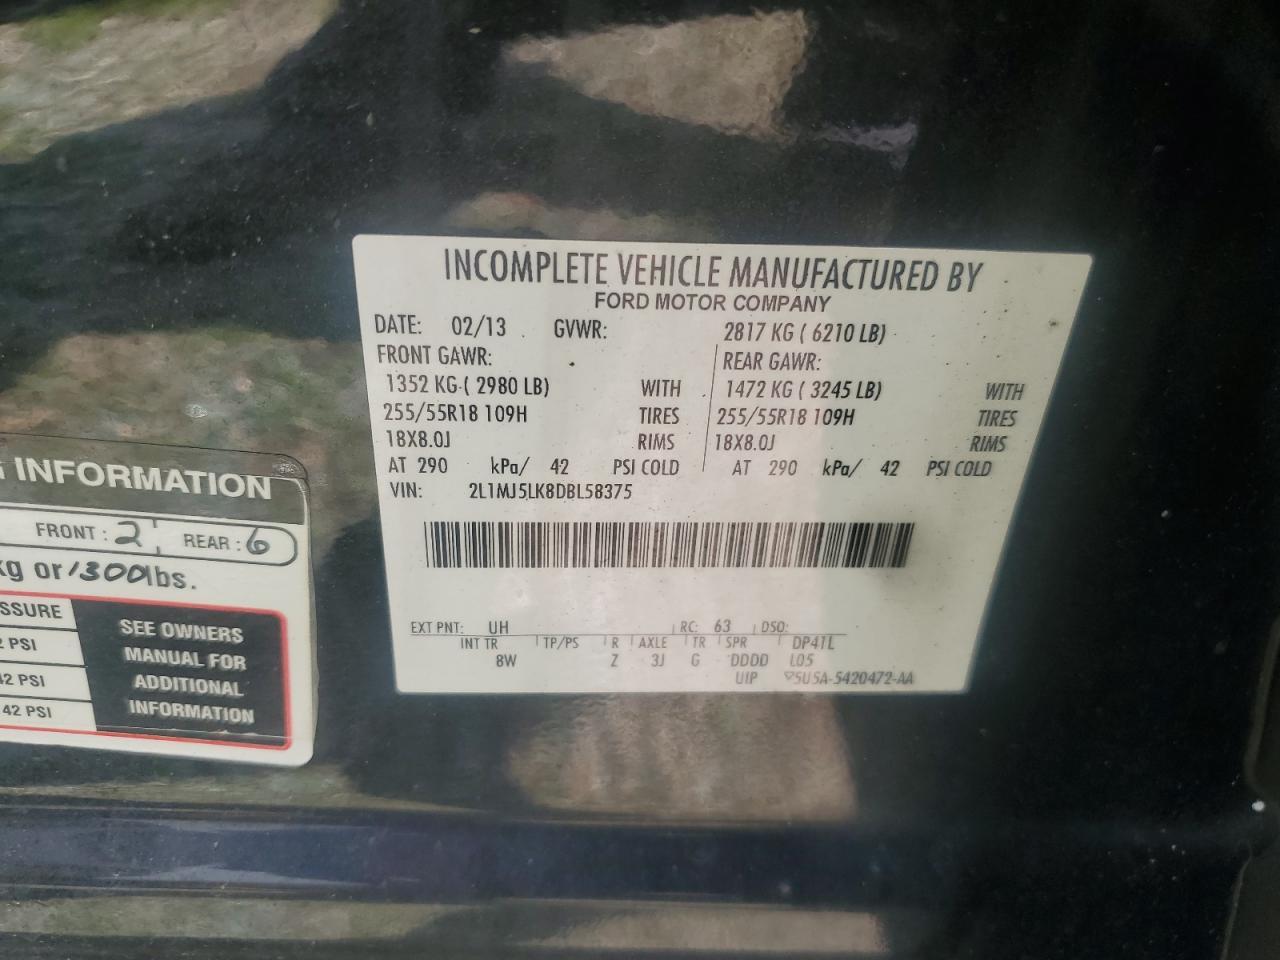 INCOMPLETE VEHICLE MANUFACTURED BY
FORD MOTOR COMPANY
DATE: 02/13 GVWR: 2817 KG ( 6210 LB)
FRONT GAWR: REAR GAWR:
1352 KG ( 2980 LB) WITH 1472 KG ( 3245 LB) WITH
255/55R18 109H TIRES 255/55R18 109H TIRES
18X8.0J RIMS 18X8.0J RIMS
AT 290 kPa/ 42 PSI COLD AT 290 kPa/ 42 PSI COLD
VIN: 2L1MJ5LK8DBL58375
EXT PNT: UH RC: 63 DSO:
INT TR TP/PS R AXLE TR SPR DP41L
8W Z 3J G DDDD L05
UIP 5U5A-5420472-AA
INFORMATION
FRONT : 2 REAR : 6
kg or 1300 lbs.
SSURE
2 PSI
42 PSI
42 PSI
SEE OWNERS
MANUAL FOR
ADDITIONAL
INFORMATION